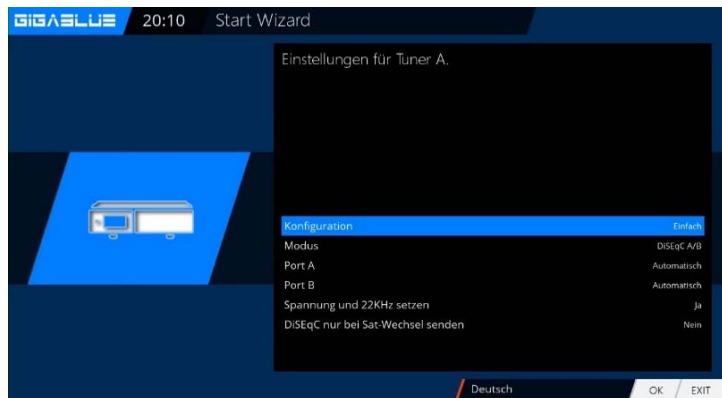 GIGABLUE 20:10 Start Wizard
Einstellungen für Tuner A.
Konfiguration Einfach
Modus DiSEqC A/B
Port A Automatisch
Port B Automatisch
Spannung und 22KHz setzen Ja
DiSEqC nur bei Sat-Wechsel senden Nein
Deutsch OK EXIT